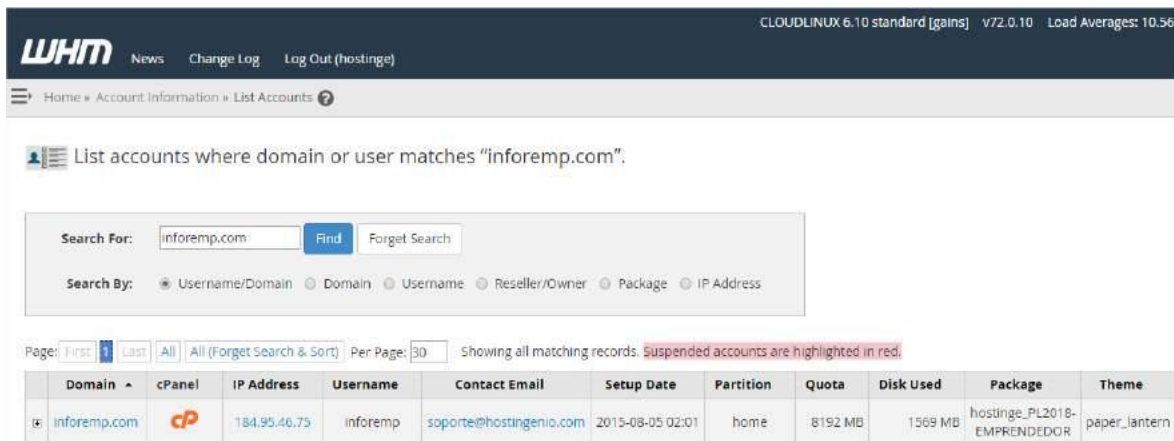 CLOUDLINUX 6.10 standard [gains] v72.0.10 Load Averages: 10.56
WHM News Change Log Log Out (hostinge)
Home » Account Information » List Accounts
List accounts where domain or user matches “inforemp.com”.
Search For: inforemp.com Find Forget Search
Search By: Username/Domain Domain Username Reseller/Owner Package IP Address
Page: First 1 Last All All (Forget Search & Sort) Per Page: 30 Showing all matching records. Suspended accounts are highlighted in red.
Domain cPanel IP Address Username Contact Email Setup Date Partition Quota Disk Used Package Theme
inforemp.com cP 184.95.46.75 inforemp soporte@hostingenio.com 2015-08-05 02:01 home 8192 MB 1569 MB hostinge_PL2018-EMPRENDEDOR paper_lantern